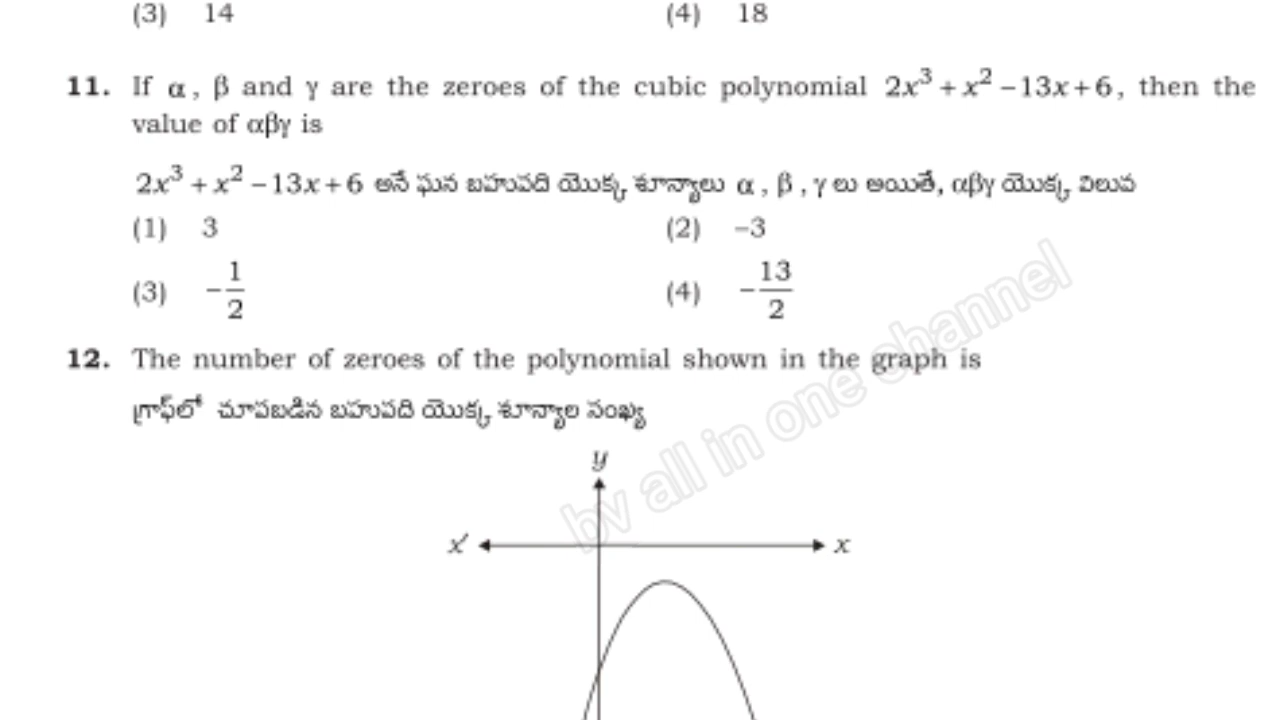 (3) 14 (4) 18
11. If α, β and γ are the zeroes of the cubic polynomial 2x³ + x² − 13x + 6, then the
value of αβγ is
2x³ + x² − 13x + 6 అనే ఘన బహుపది యొక్క శూన్యాలు α, β, γ లు అయితే, αβγ యొక్క విలువ
(1) 3 (2) −3
(3) −1/2 (4) −13/2
12. The number of zeroes of the polynomial shown in the graph is
గ్రాఫ్‌లో చూపబడిన బహుపది యొక్క శూన్యాల సంఖ్య
y
x′ x
by all in one channel